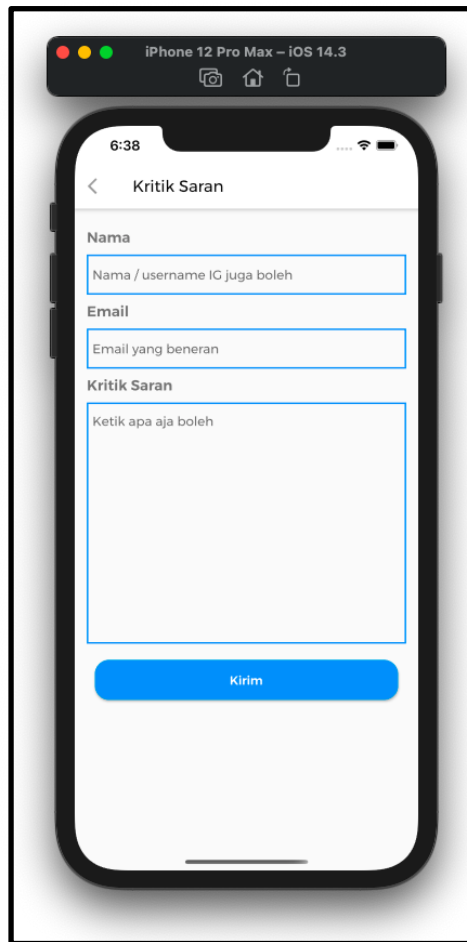 iPhone 12 Pro Max – iOS 14.3
6:38
Kritik Saran
Nama
Nama / username IG juga boleh
Email
Email yang beneran
Kritik Saran
Ketik apa aja boleh
Kirim